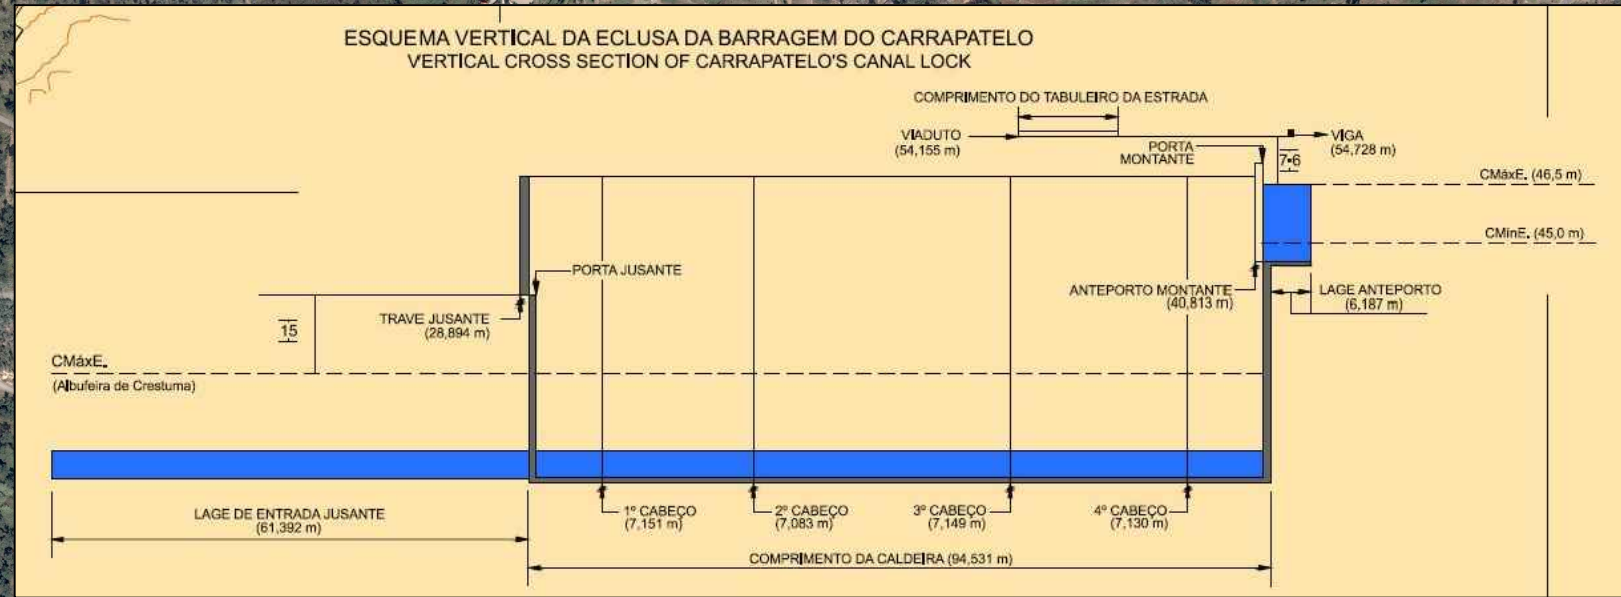 ESQUEMA VERTICAL DA ECLUSA DA BARRAGEM DO CARRAPATELO
VERTICAL CROSS SECTION OF CARRAPATELO'S CANAL LOCK
COMPRIMENTO DO TABULEIRO DA ESTRADA
VIADUTO
(54,155 m)
PORTA
MONTANTE
VIGA
(54,728 m)
7•6
CMáxE. (46,5 m)
CMínE. (45,0 m)
PORTA JUSANTE
ANTEPORTO MONTANTE
(40,813 m)
LAGE ANTEPORTO
(6,187 m)
TRAVE JUSANTE
(28,894 m)
15
CMáxE.
(Albufeira de Crestuma)
LAGE DE ENTRADA JUSANTE
(61,392 m)
1º CABEÇO
(7,151 m)
2º CABEÇO
(7,083 m)
3º CABEÇO
(7,149 m)
4º CABEÇO
(7,130 m)
COMPRIMENTO DA CALDEIRA (94,531 m)